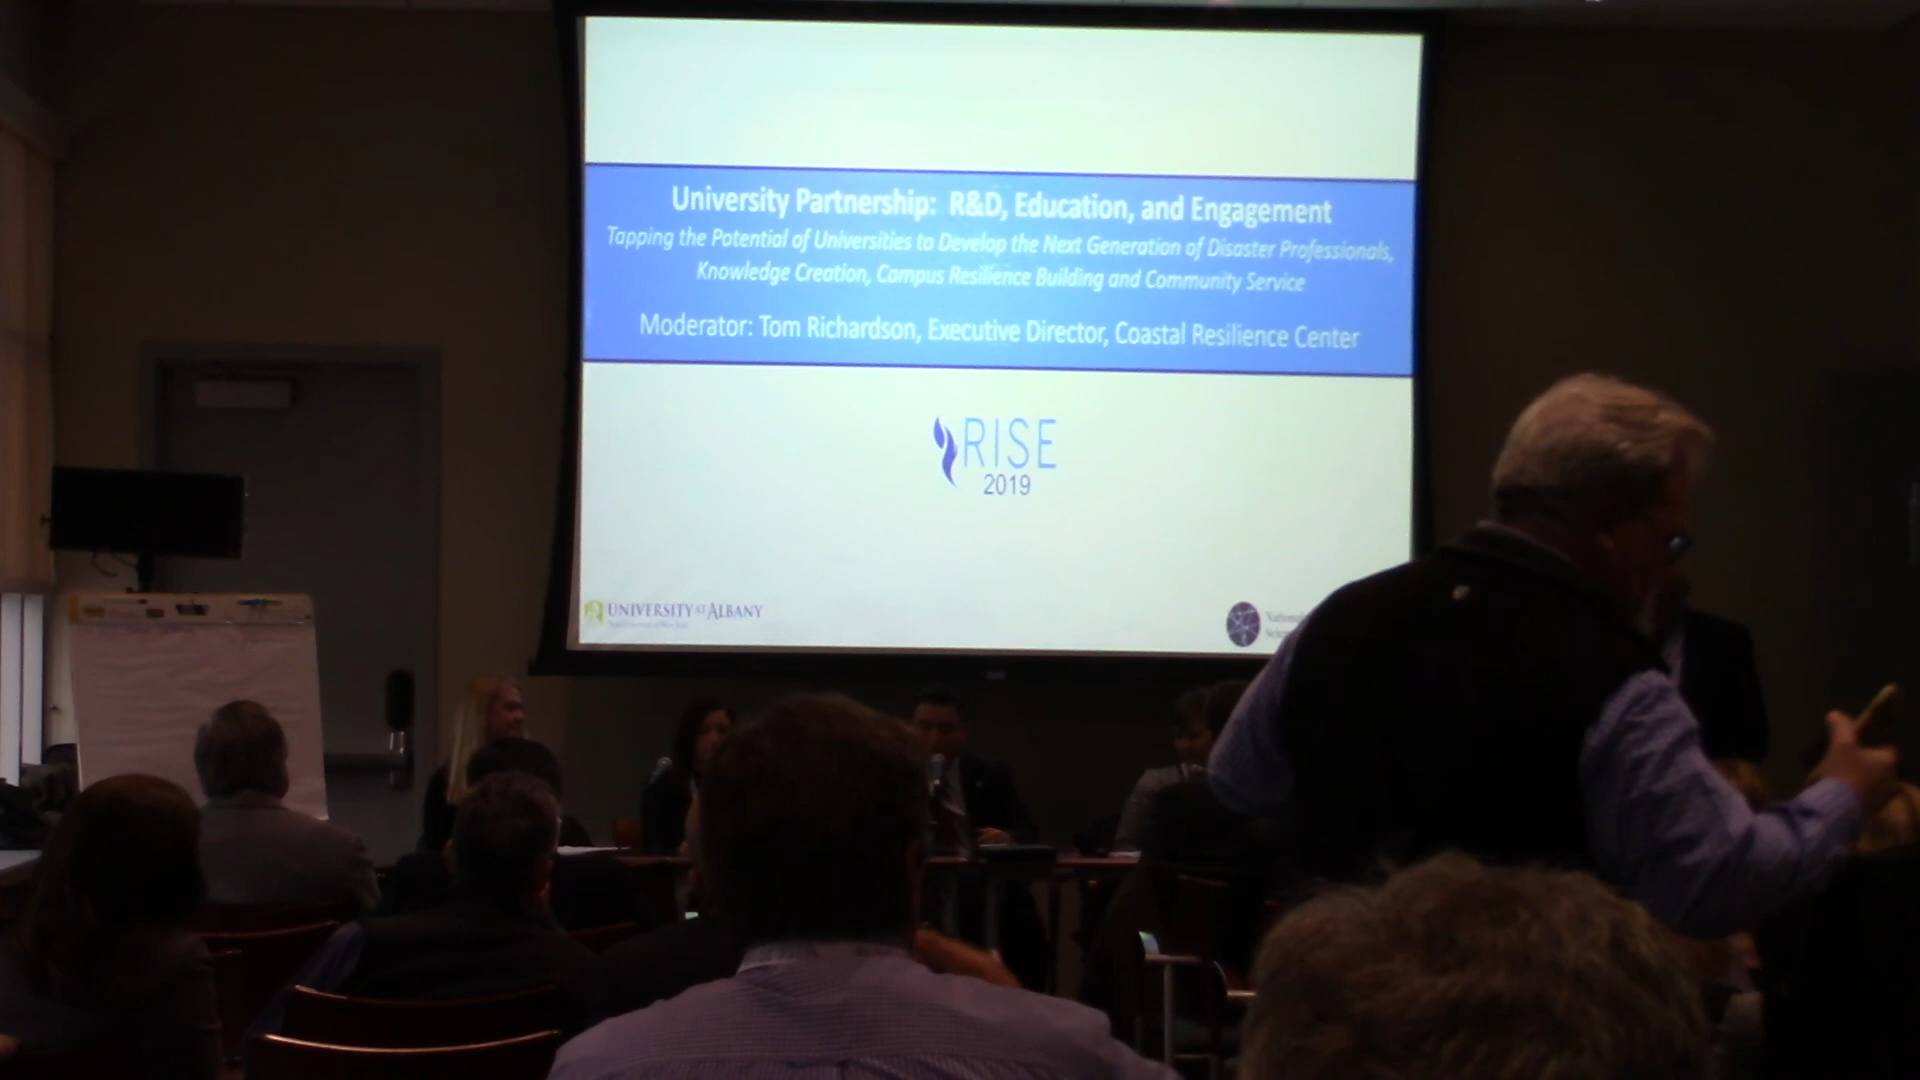 University Partnership: R&D, Education, and Engagement
Tapping the Potential of Universities to Develop the Next Generation of Disaster Professionals,
Knowledge Creation, Campus Resilience Building and Community Service
Moderator: Tom Richardson, Executive Director, Coastal Resilience Center
RISE
2019
UNIVERSITY AT ALBANY